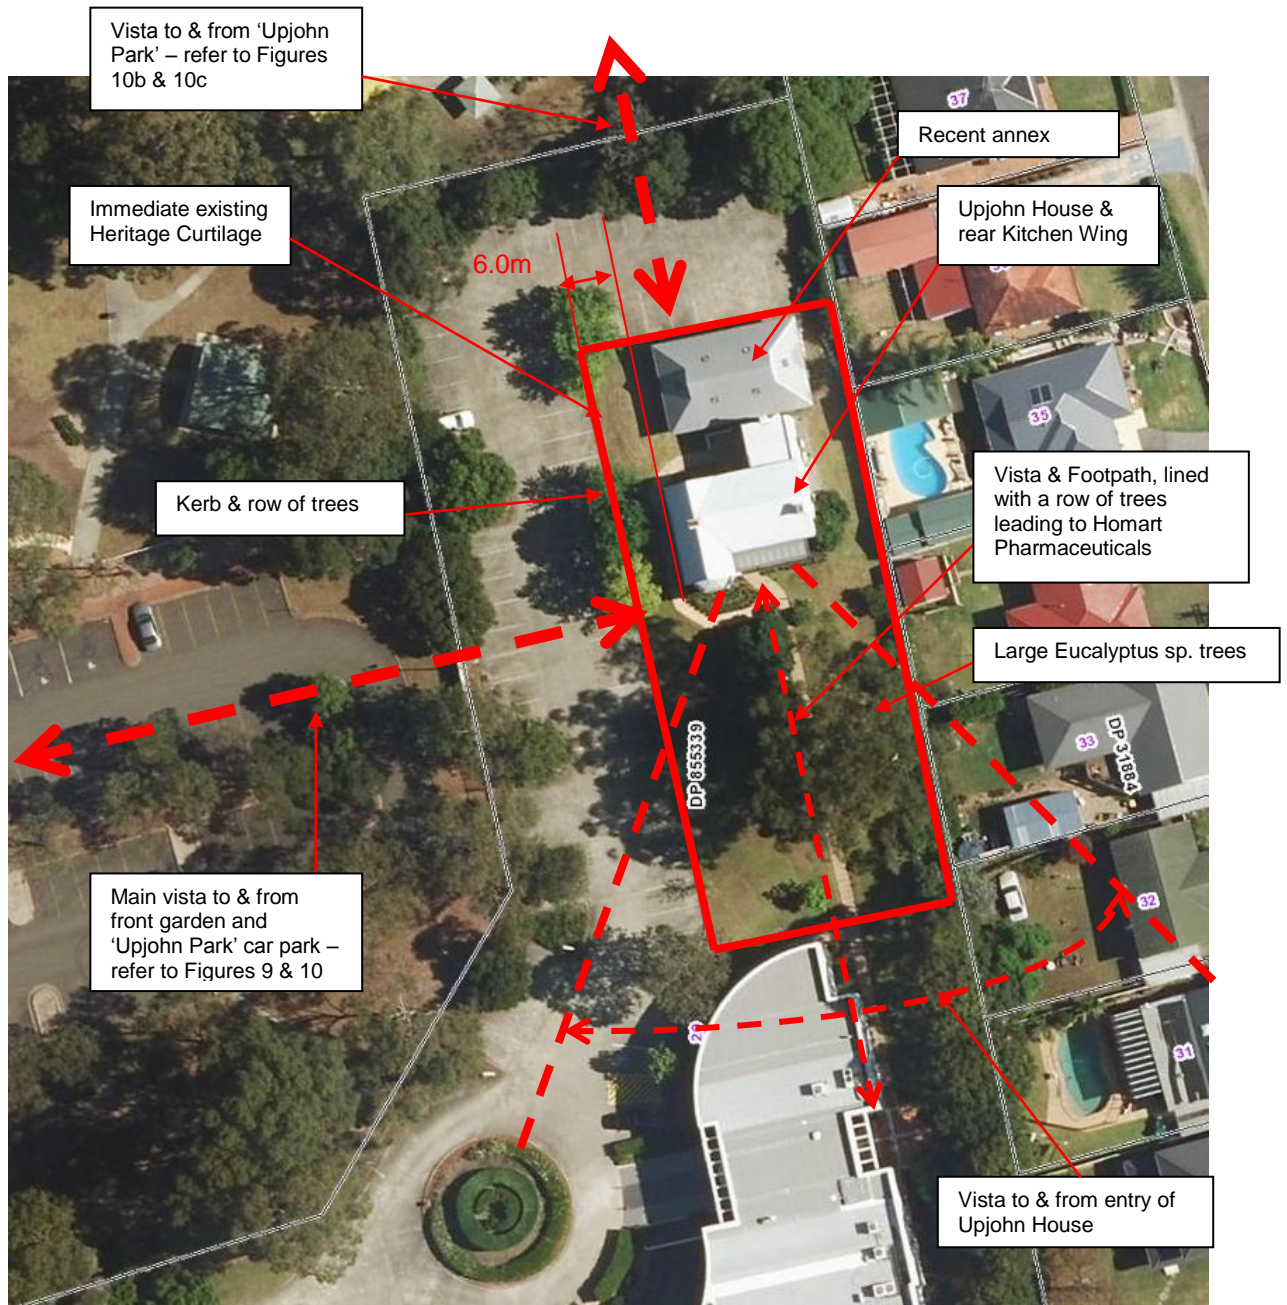 Vista to & from ‘Upjohn
Park’ – refer to Figures
10b & 10c
37
Recent annex
Immediate existing
Heritage Curtilage
Upjohn House &
rear Kitchen Wing
6.0m
35
Kerb & row of trees
Vista & Footpath, lined
with a row of trees
leading to Homart
Pharmaceuticals
Large Eucalyptus sp. trees
DP 855339
33
DP 31884
Main vista to & from
front garden and
‘Upjohn Park’ car park –
refer to Figures 9 & 10
32
31
Vista to & from entry of
Upjohn House